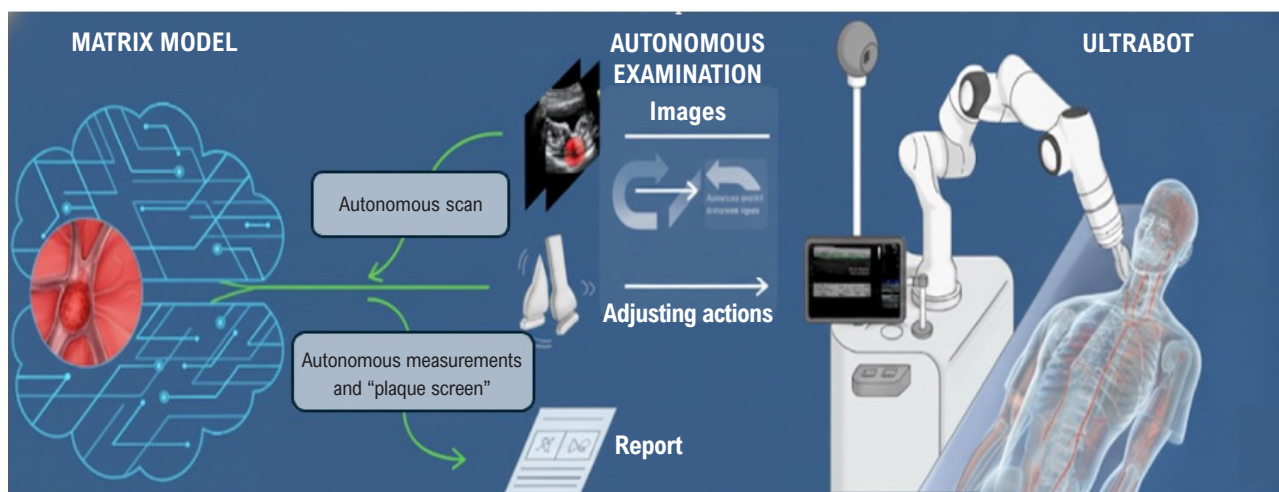 MATRIX MODEL
AUTONOMOUS
EXAMINATION
ULTRABOT
Images
Autonomous scan
Adjusting actions
Autonomous measurements
and “plaque screen”
Report